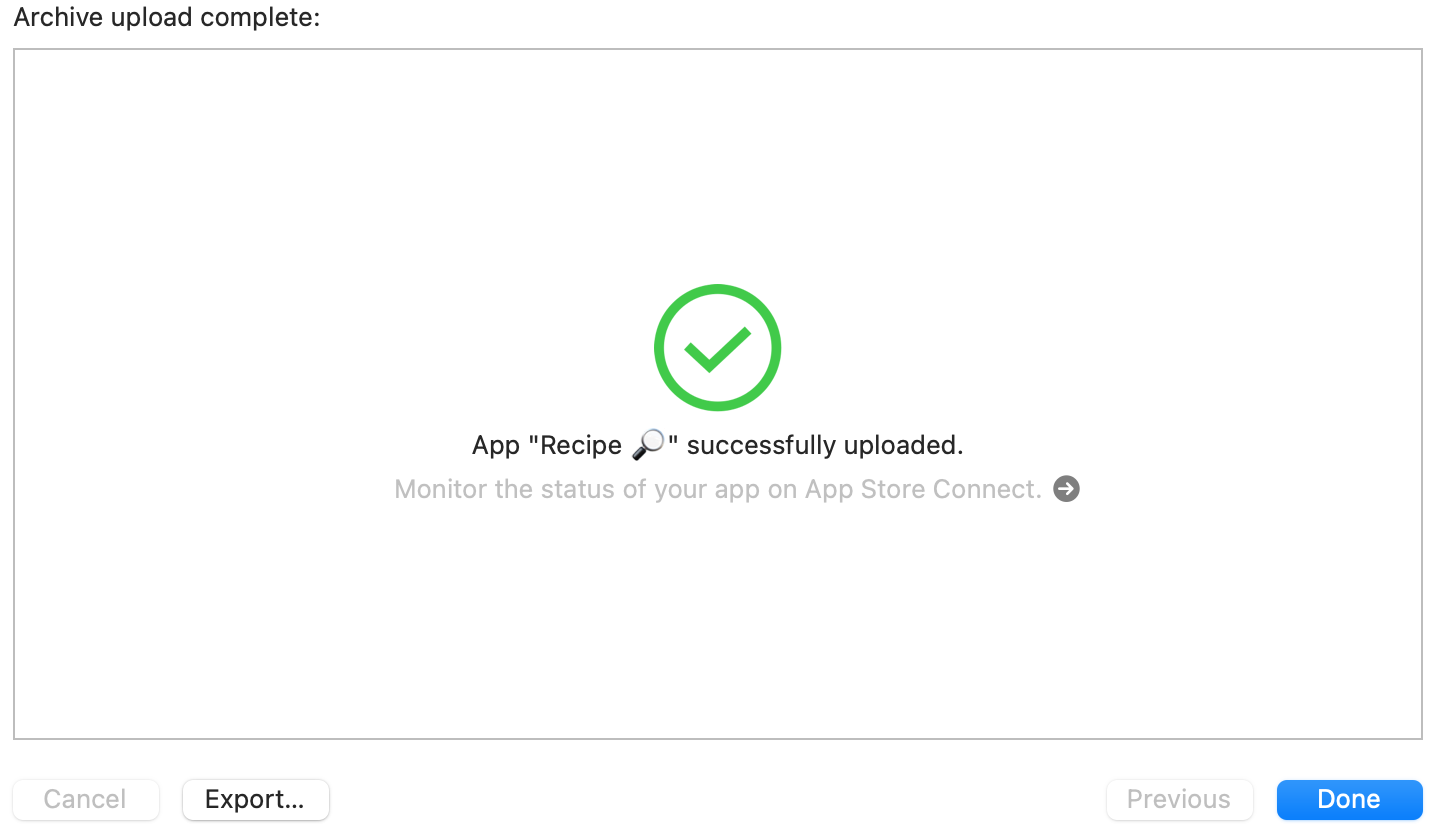 Archive upload complete:
App "Recipe 🔎" successfully uploaded.
Monitor the status of your app on App Store Connect.
Cancel
Export...
Previous
Done